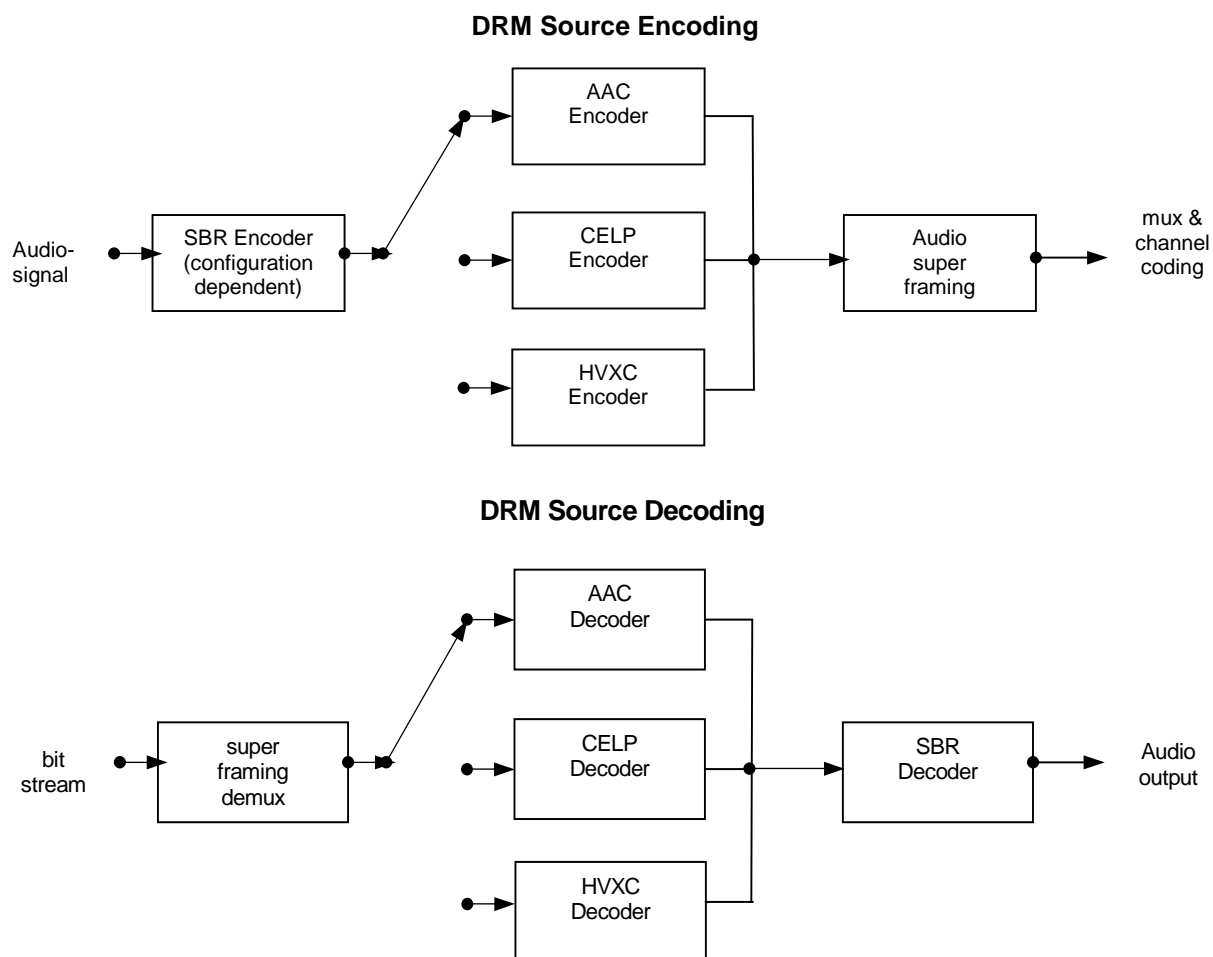 DRM Source Encoding
AAC
Encoder
Audio-
signal
SBR Encoder
(configuration
dependent)
CELP
Encoder
Audio
super
framing
mux &
channel
coding
HVXC
Encoder
DRM Source Decoding
AAC
Decoder
bit
stream
super
framing
demux
CELP
Decoder
SBR
Decoder
Audio
output
HVXC
Decoder